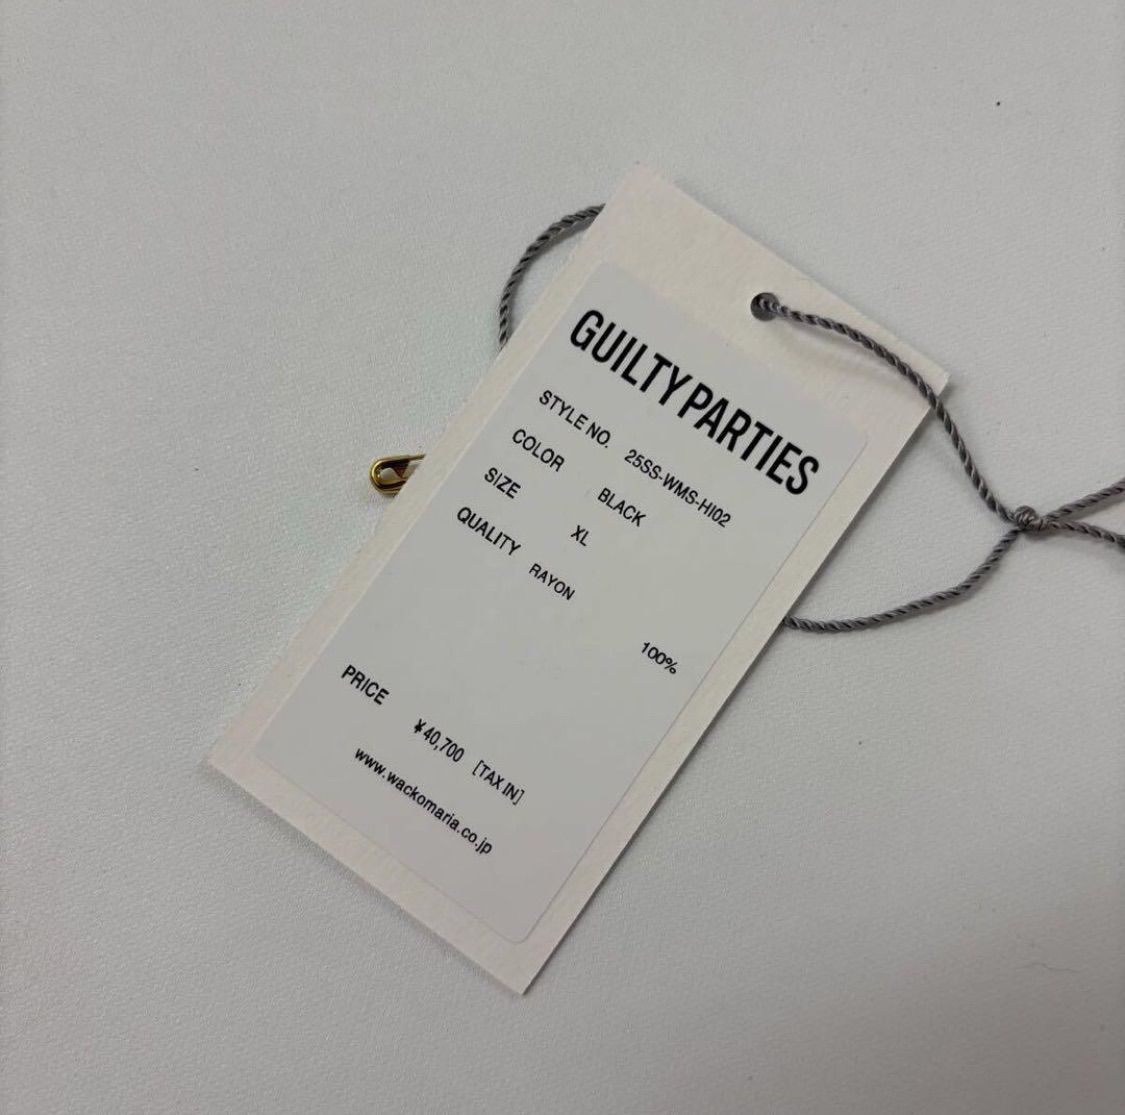 GUILTY PARTIES
STYLE NO. 25SS-WMS-HI02
COLOR BLACK
SIZE XL
QUALITY RAYON 100%
PRICE ¥40,700 [TAX IN]
www.wackomaria.co.jp